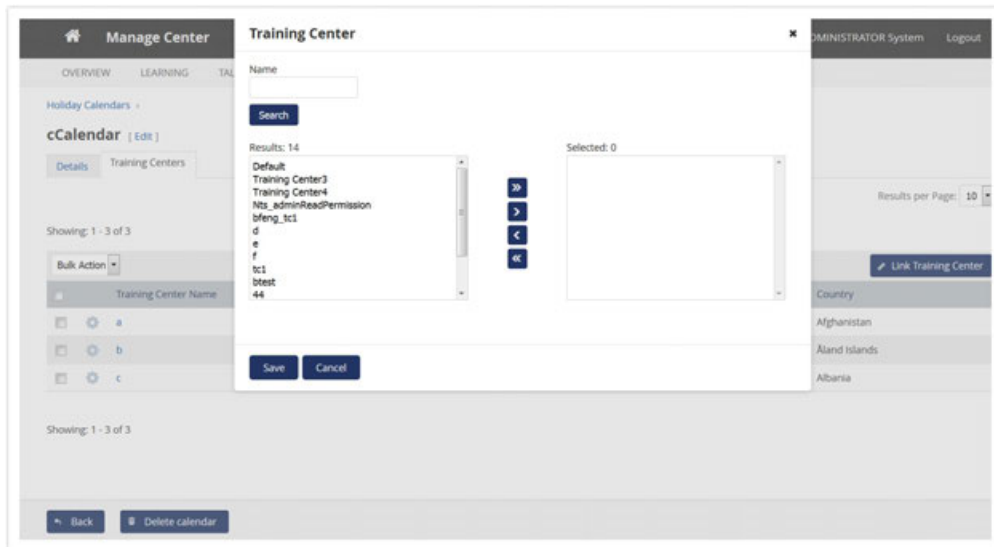 Manage Center
Training Center
DMINISTRATOR System
Logout
OVERVIEW
LEARNING
TAL
Holiday Calendars
cCalendar [ Edit ]
Details
Training Centers
Name
Search
Results: 14
Selected: 0
Default
Training Center3
Training Center4
Nts_adminReadPermission
bfeng_tc1
d
e
f
tc1
btest
44
Results per Page: 10
Showing: 1 - 3 of 3
Bulk Action
Link Training Center
Training Center Name
Country
a
Afghanistan
b
Åland Islands
c
Albania
Save
Cancel
Showing: 1 - 3 of 3
Back
Delete calendar